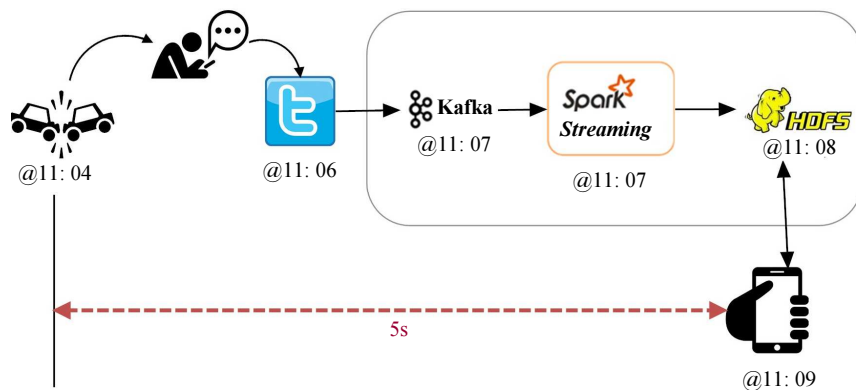 Kafka
Spark
Streaming
HDFS
@11: 04
@11: 06
@11: 07
@11: 07
@11: 08
5s
@11: 09